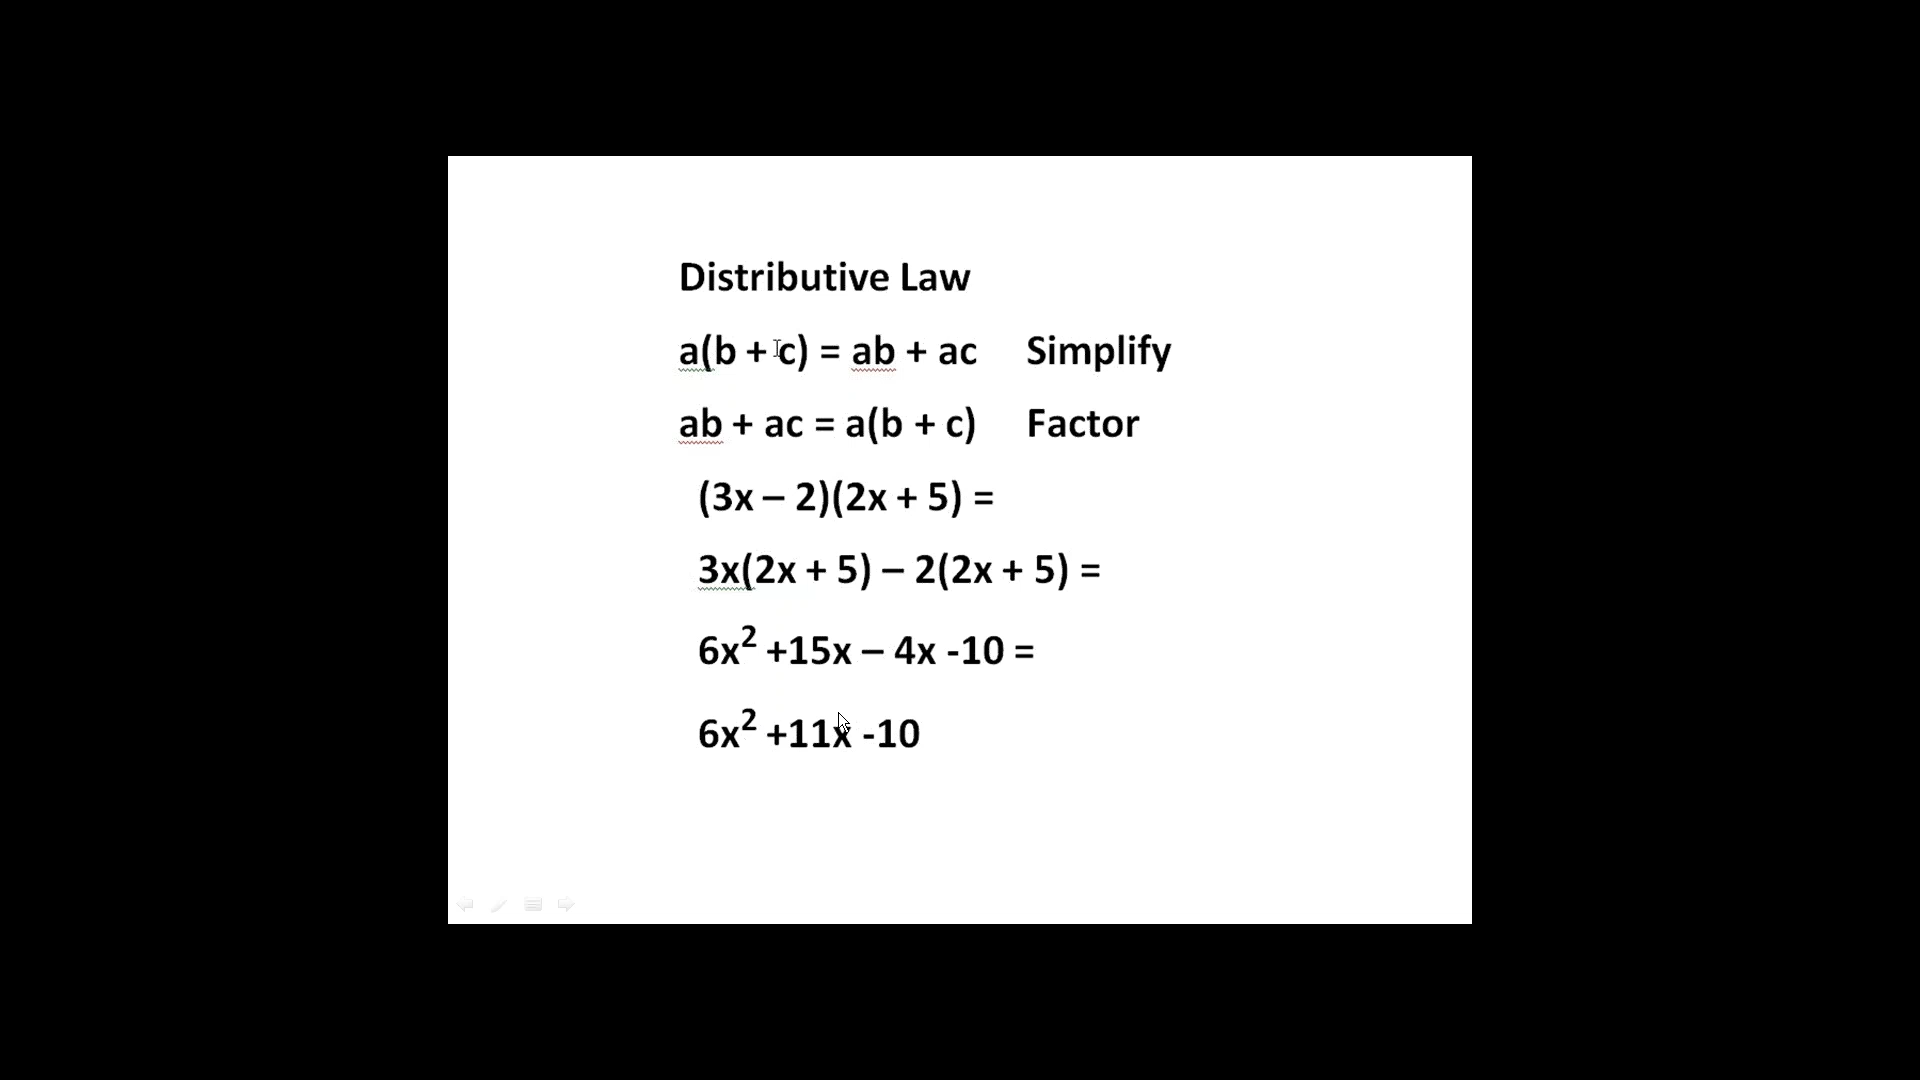 Distributive Law
a(b + c) = ab + ac Simplify
ab + ac = a(b + c) Factor
(3x – 2)(2x + 5) =
3x(2x + 5) – 2(2x + 5) =
6x² +15x – 4x -10 =
6x² +11x -10